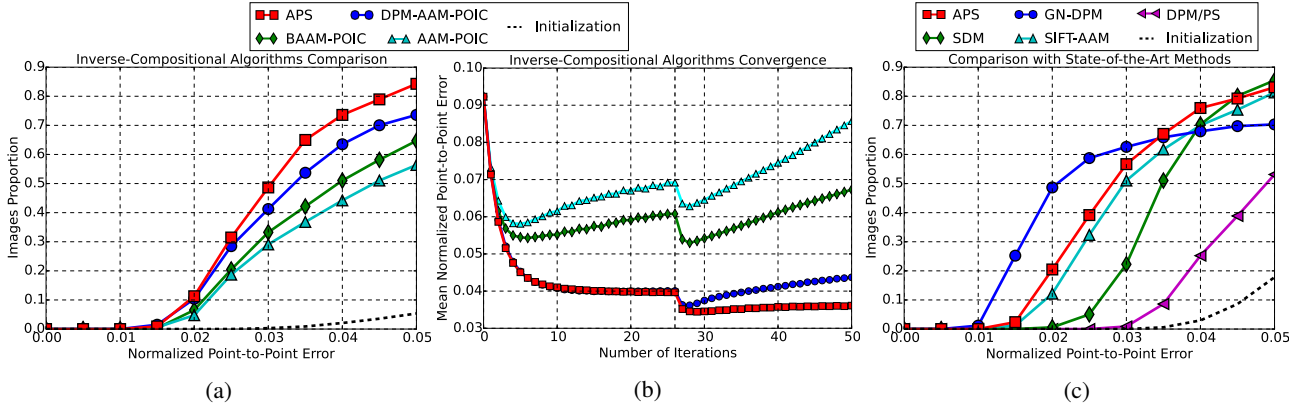 APS DPM-AAM-POIC Initialization
BAAM-POIC AAM-POIC
APS GN-DPM DPM/PS
SDM SIFT-AAM Initialization
Inverse-Compositional Algorithms Comparison
0.9
0.8
0.7
0.6
0.5
0.4
0.3
0.2
0.1
0.0
Images Proportion
0.00 0.01 0.02 0.03 0.04 0.05
Normalized Point-to-Point Error
(a)
Inverse-Compositional Algorithms Convergence
0.10
0.09
0.08
0.07
0.06
0.05
0.04
0.03
Mean Normalized Point-to-Point Error
0 10 20 30 40 50
Number of Iterations
(b)
Comparison with State-of-the-Art Methods
0.9
0.8
0.7
0.6
0.5
0.4
0.3
0.2
0.1
0.0
Images Proportion
0.00 0.01 0.02 0.03 0.04 0.05
Normalized Point-to-Point Error
(c)